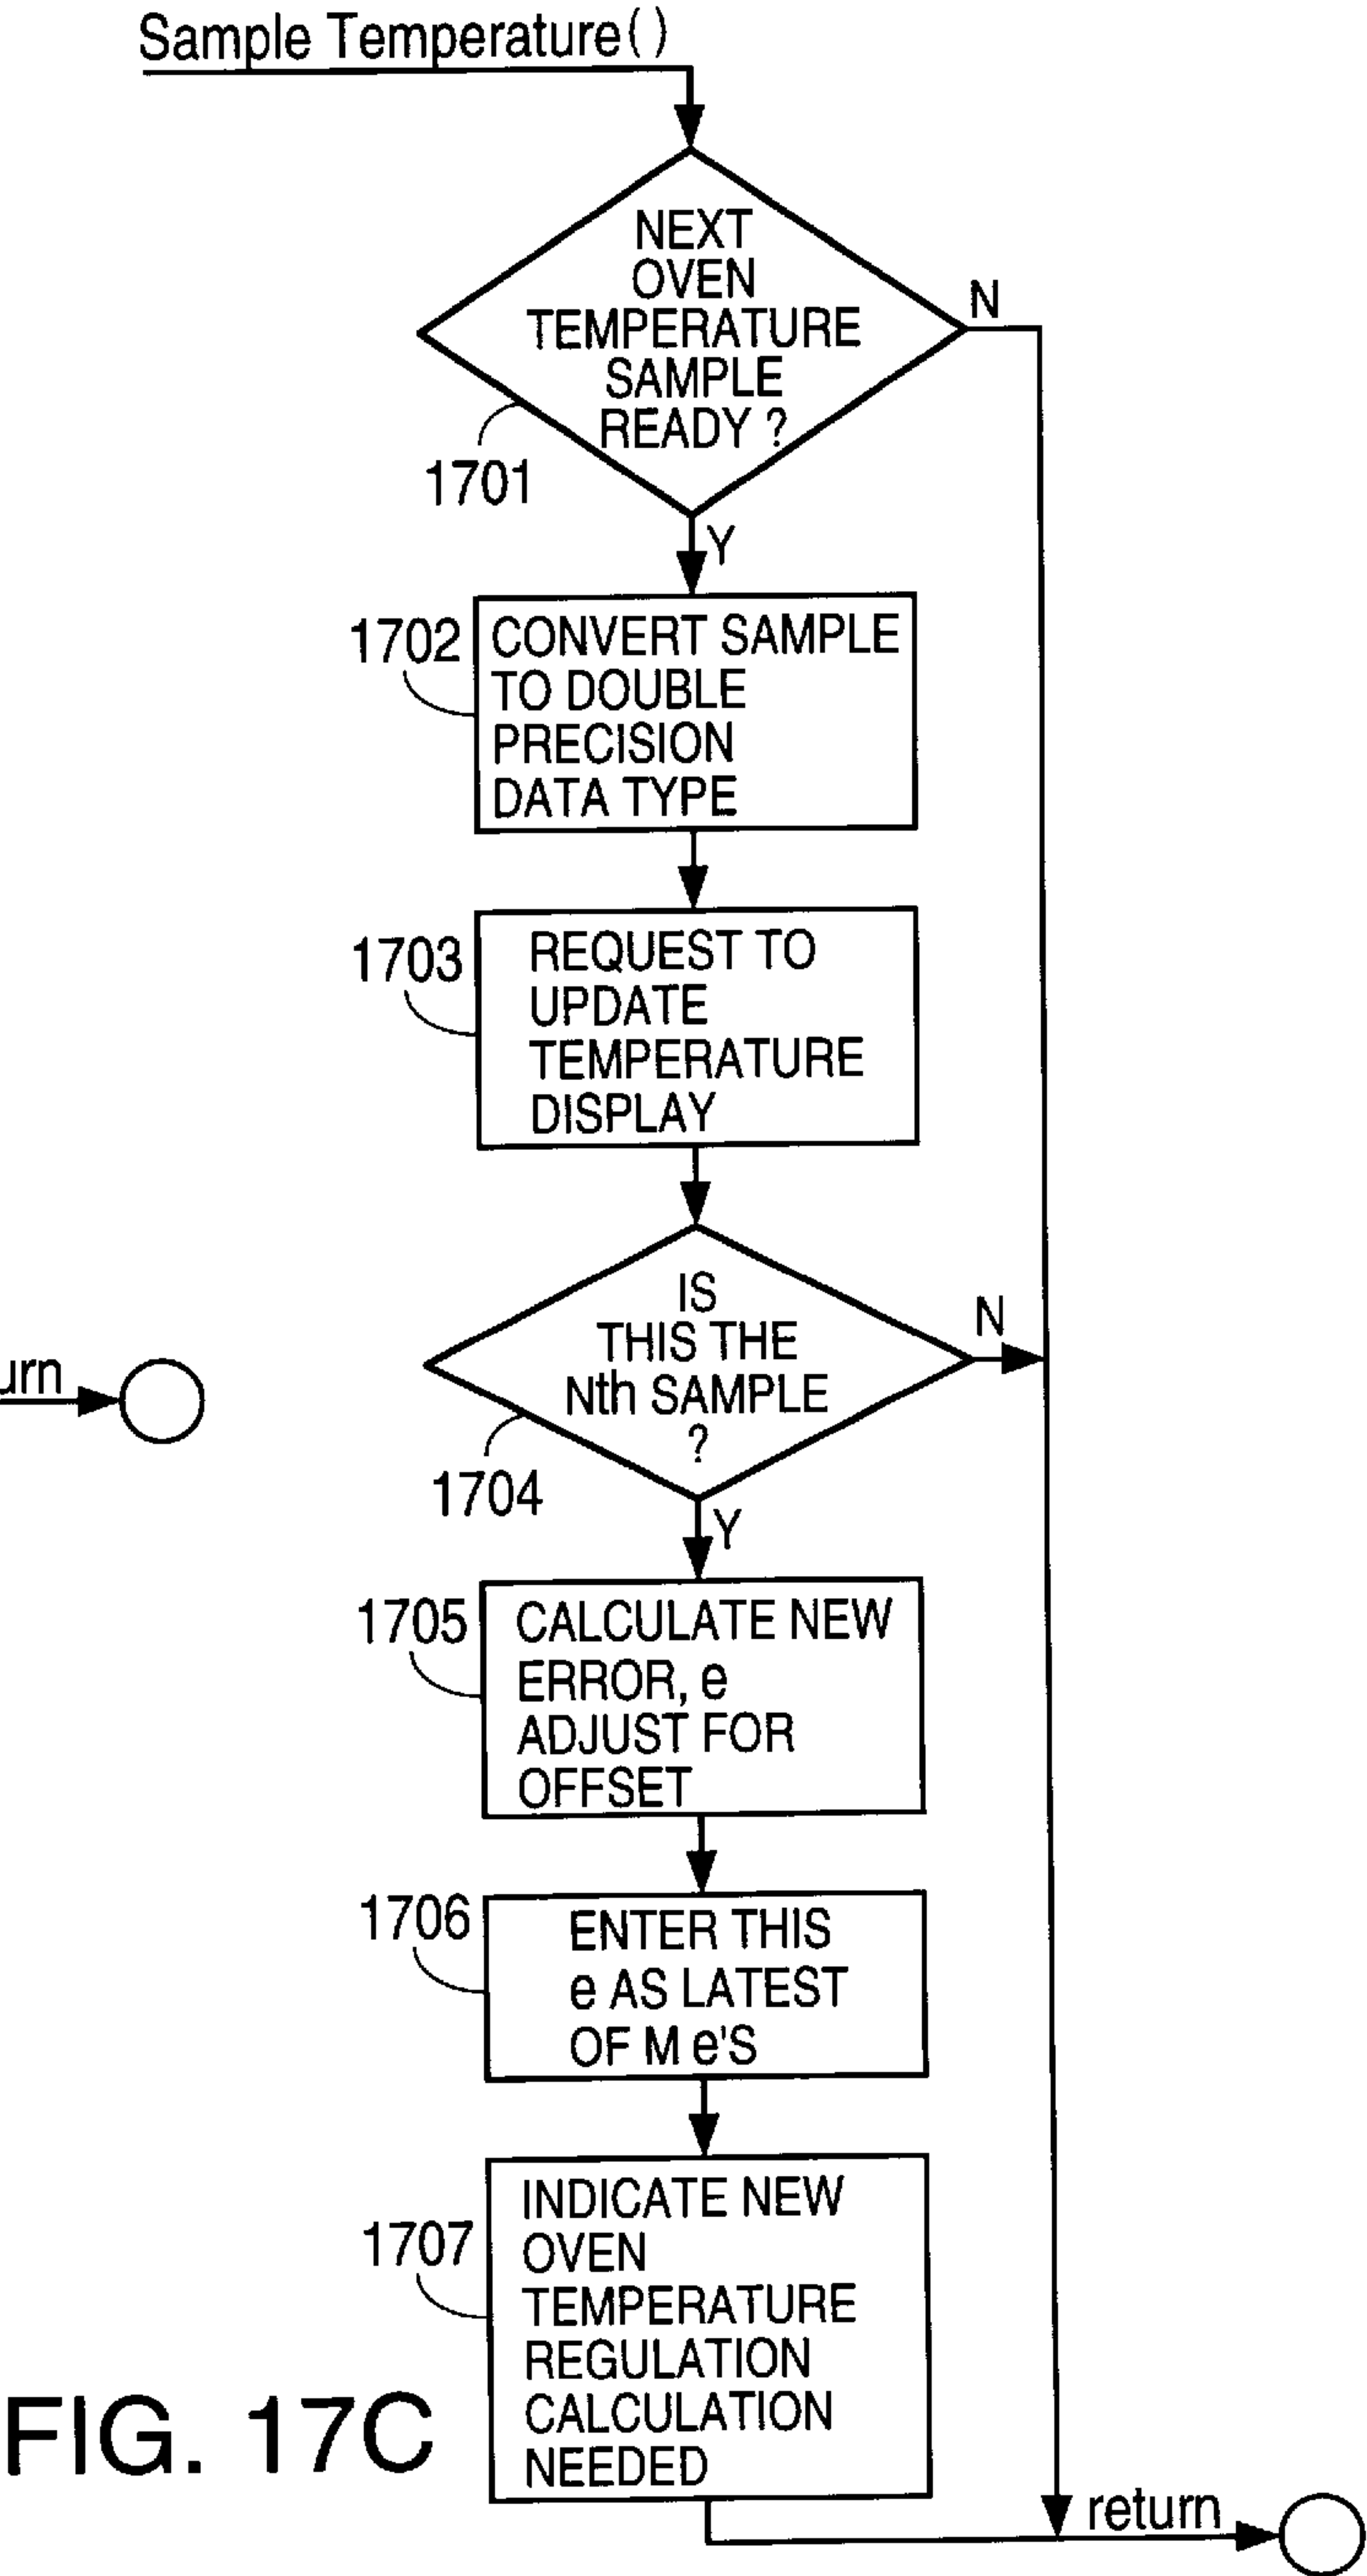 Sample Temperature( )
NEXT
OVEN
TEMPERATURE
SAMPLE
READY ?
N
1701
Y
1702
CONVERT SAMPLE
TO DOUBLE
PRECISION
DATA TYPE
1703
REQUEST TO
UPDATE
TEMPERATURE
DISPLAY
IS
THIS THE
Nth SAMPLE
?
N
urn
1704
Y
1705
CALCULATE NEW
ERROR, e
ADJUST FOR
OFFSET
1706
ENTER THIS
e AS LATEST
OF M e'S
1707
INDICATE NEW
OVEN
TEMPERATURE
REGULATION
CALCULATION
NEEDED
return
FIG. 17C